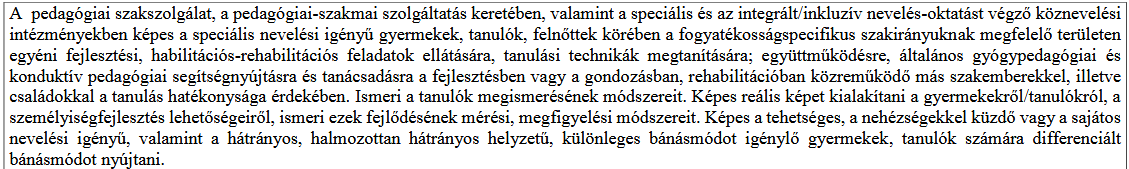 A pedagógiai szakszolgálat, a pedagógiai-szakmai szolgáltatás keretében, valamint a speciális és az integrált/inkluzív nevelés-oktatást végző köznevelési
intézményekben képes a speciális nevelési igényű gyermekek, tanulók, felnőttek körében a fogyatékosságspecifikus szakirányuknak megfelelő területen
egyéni fejlesztési, habilitációs-rehabilitációs feladatok ellátására, tanulási technikák megtanítására; együttműködésre, általános gyógypedagógiai és
konduktív pedagógiai segítségnyújtásra és tanácsadásra a fejlesztésben vagy a gondozásban, rehabilitációban közreműködő más szakemberekkel, illetve
családokkal a tanulás hatékonysága érdekében. Ismeri a tanulók megismerésének módszereit. Képes reális képet kialakítani a gyermekekről/tanulókról, a
személyiségfejlesztés lehetőségeiről, ismeri ezek fejlődésének mérési, megfigyelési módszereit. Képes a tehetséges, a nehézségekkel küzdő vagy a sajátos
nevelési igényű, valamint a hátrányos, halmozottan hátrányos helyzetű, különleges bánásmódot igénylő gyermekek, tanulók számára differenciált
bánásmódot nyújtani.